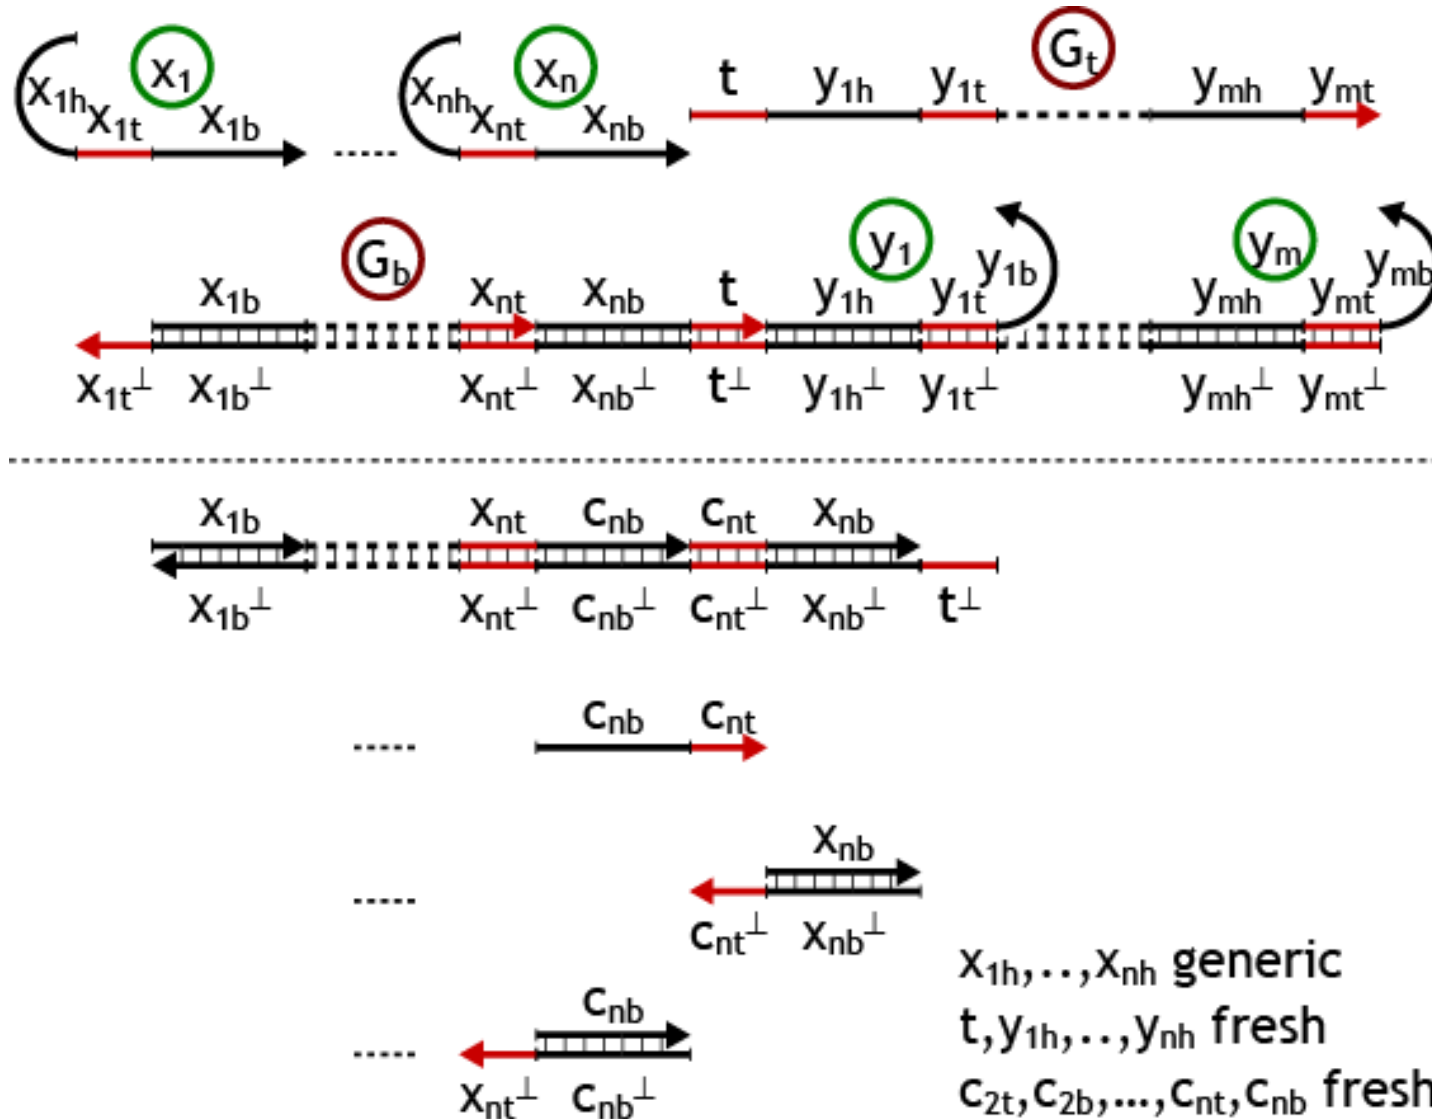 x1 xn Gt
x1h x1t x1b xnh xnt xnb t y1h y1t ymh ymt
Gb y1 ym
x1b xnt xnb t y1h y1t y1b ymh ymt ymb
x1t⊥ x1b⊥ xnt⊥ xnb⊥ t⊥ y1h⊥ y1t⊥ ymh⊥ ymt⊥
x1b xnt cnb cnt xnb
x1b⊥ xnt⊥ cnb⊥ cnt⊥ xnb⊥ t⊥
cnb cnt
xnb
cnt⊥ xnb⊥
x1h,..,xnh generic
cnb
t,y1h,..,ynh fresh
xnt⊥ cnb⊥
c2t,c2b,...,cnt,cnb fresh